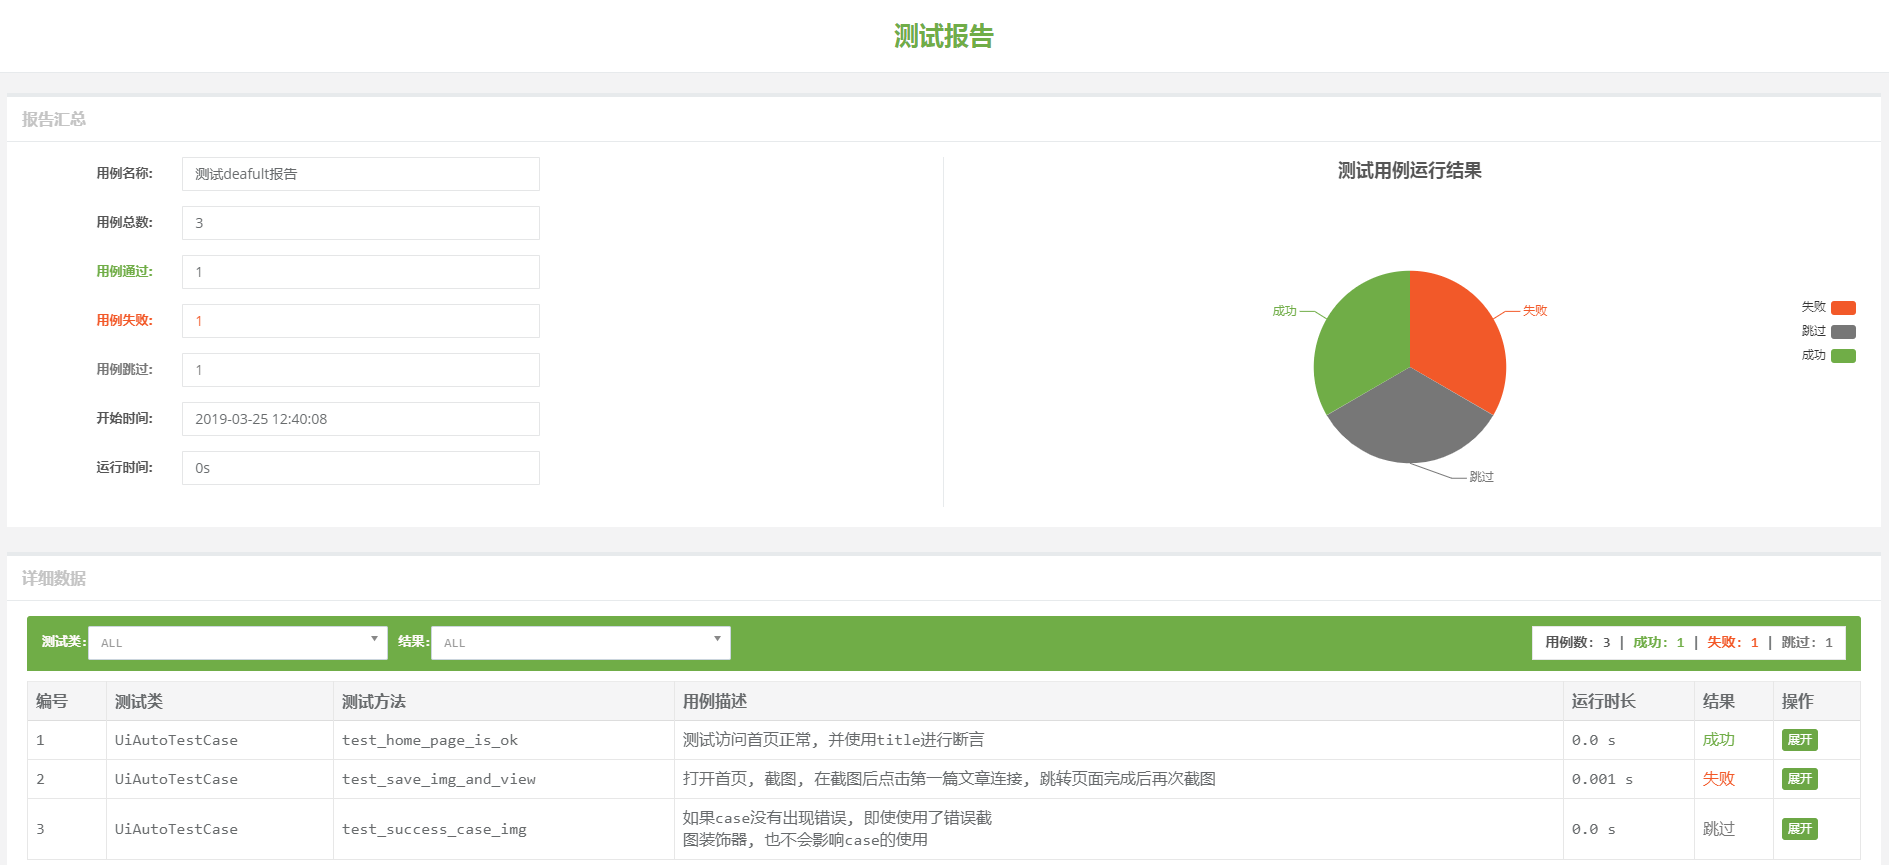 测试报告
报告汇总
用例名称: 测试deafult报告
用例总数: 3
用例通过: 1
用例失败: 1
用例跳过: 1
开始时间: 2019-03-25 12:40:08
运行时间: 0s
测试用例运行结果
成功
失败
跳过
失败
跳过
成功
详细数据
测试类: ALL 结果: ALL 用例数: 3 | 成功: 1 | 失败: 1 | 跳过: 1
编号 测试类 测试方法 用例描述 运行时长 结果 操作
1 UiAutoTestCase test_home_page_is_ok 测试访问首页正常, 并使用title进行断言 0.0 s 成功 展开
2 UiAutoTestCase test_save_img_and_view 打开首页, 截图, 在截图后点击第一篇文章连接, 跳转页面完成后再次截图 0.001 s 失败 展开
3 UiAutoTestCase test_success_case_img 如果case没有出现错误, 即使使用了错误截
图装饰器, 也不会影响case的使用 0.0 s 跳过 展开